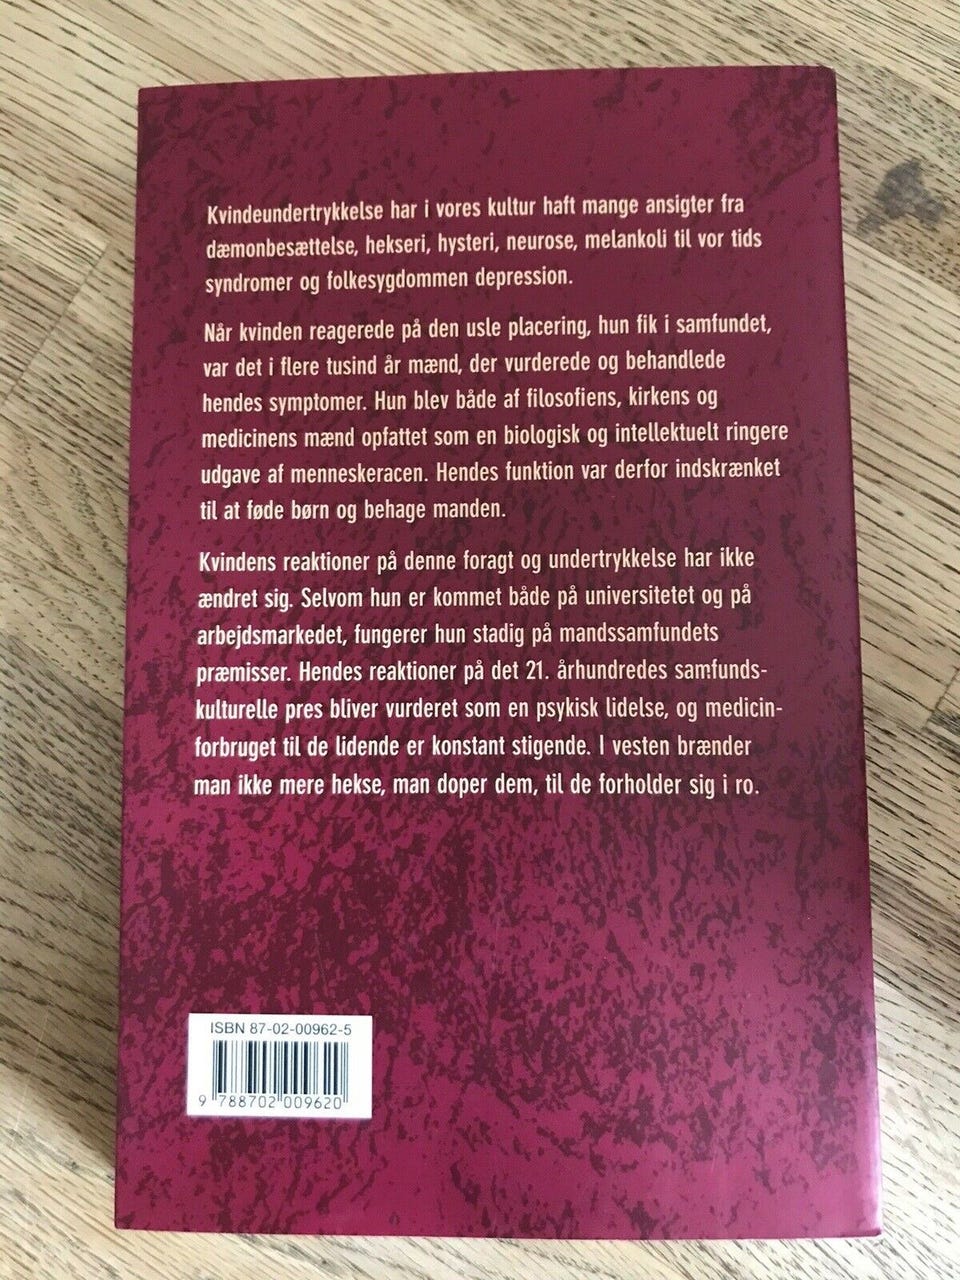 Kvindeundertrykkelse har i vores kultur haft mange ansigter fra
dæmonbesættelse, hekseri, hysteri, neurose, melankoli til vor tids
syndromer og folkesygdommen depression.
Når kvinden reagerede på den usle placering, hun fik i samfundet,
var det i flere tusind år mænd, der vurderede og behandlede
hendes symptomer. Hun blev både af filosofiens, kirkens og
medicinens mænd opfattet som en biologisk og intellektuelt ringere
udgave af menneskeracen. Hendes funktion var derfor indskrænket
til at føde børn og behage manden.
Kvindens reaktioner på denne foragt og undertrykkelse har ikke
ændret sig. Selvom hun er kommet både på universitetet og på
arbejdsmarkedet, fungerer hun stadig på mandssamfundets
præmisser. Hendes reaktioner på det 21. århundredes samfunds-
kulturelle pres bliver vurderet som en psykisk lidelse, og medicin-
forbruget til de lidende er konstant stigende. I vesten brænder
man ikke mere hekse, man doper dem, til de forholder sig i ro.
ISBN 87-02-00962-5
9 788702 009620